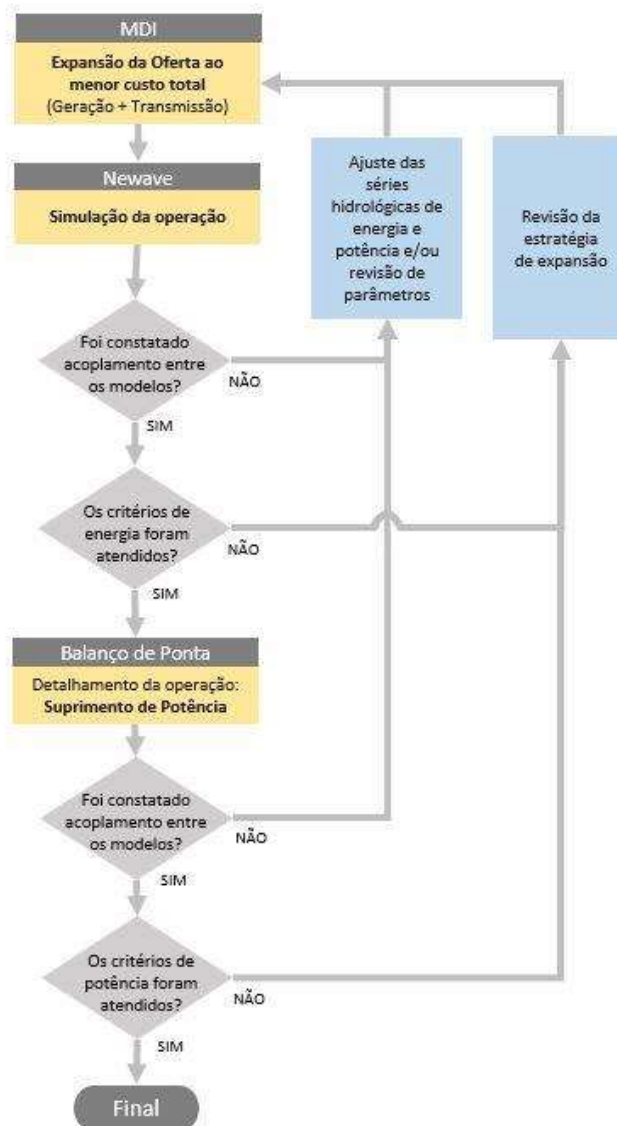 MDI
Expansão da Oferta ao
menor custo total
(Geração + Transmissão)
Newave
Simulação da operação
Ajuste das
séries
hidrológicas de
energia e
potência e/ou
revisão de
parâmetros
Revisão da
estratégia
de expansão
Foi constatado
acoplamento entre
os modelos?
NÃO
SIM
Os critérios de
energia foram
atendidos?
NÃO
SIM
Balanço de Ponta
Detalhamento da operação:
Suprimento de Potência
Foi constatado
acoplamento entre
os modelos?
NÃO
SIM
Os critérios de
potência foram
atendidos?
NÃO
SIM
Final